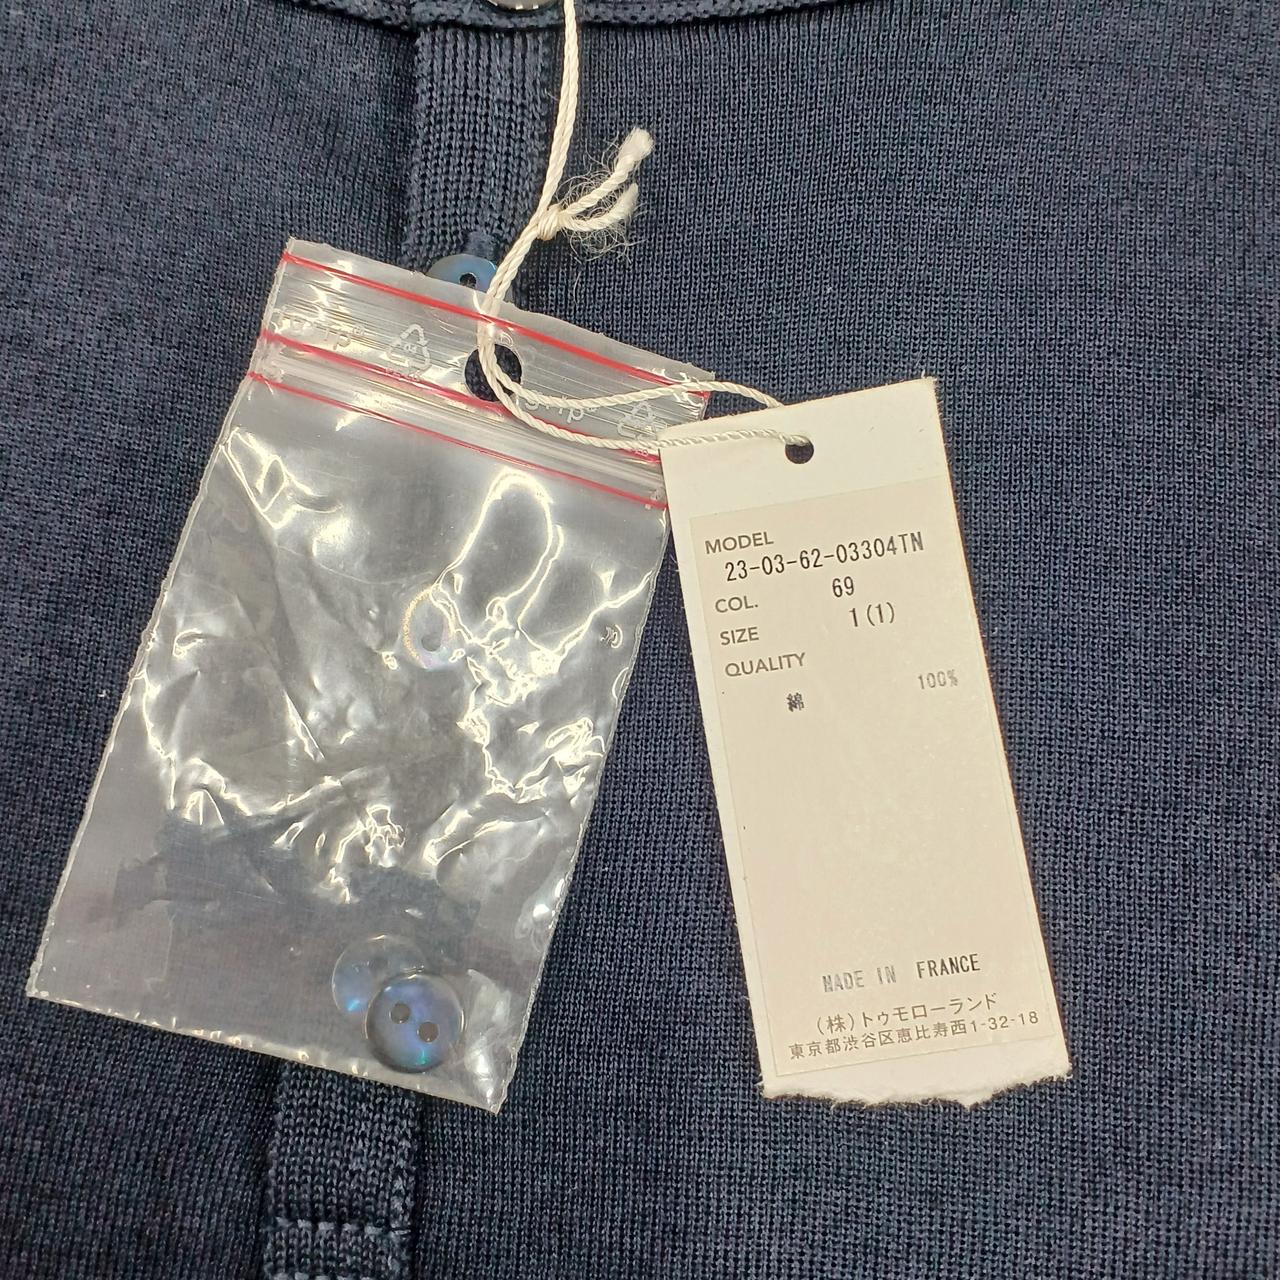 MODEL
23-03-62-03304TN
COL. 69
SIZE 1(1)
QUALITY
綿 100%
MADE IN FRANCE
(株)トゥモローランド
東京都渋谷区恵比寿西1-32-18